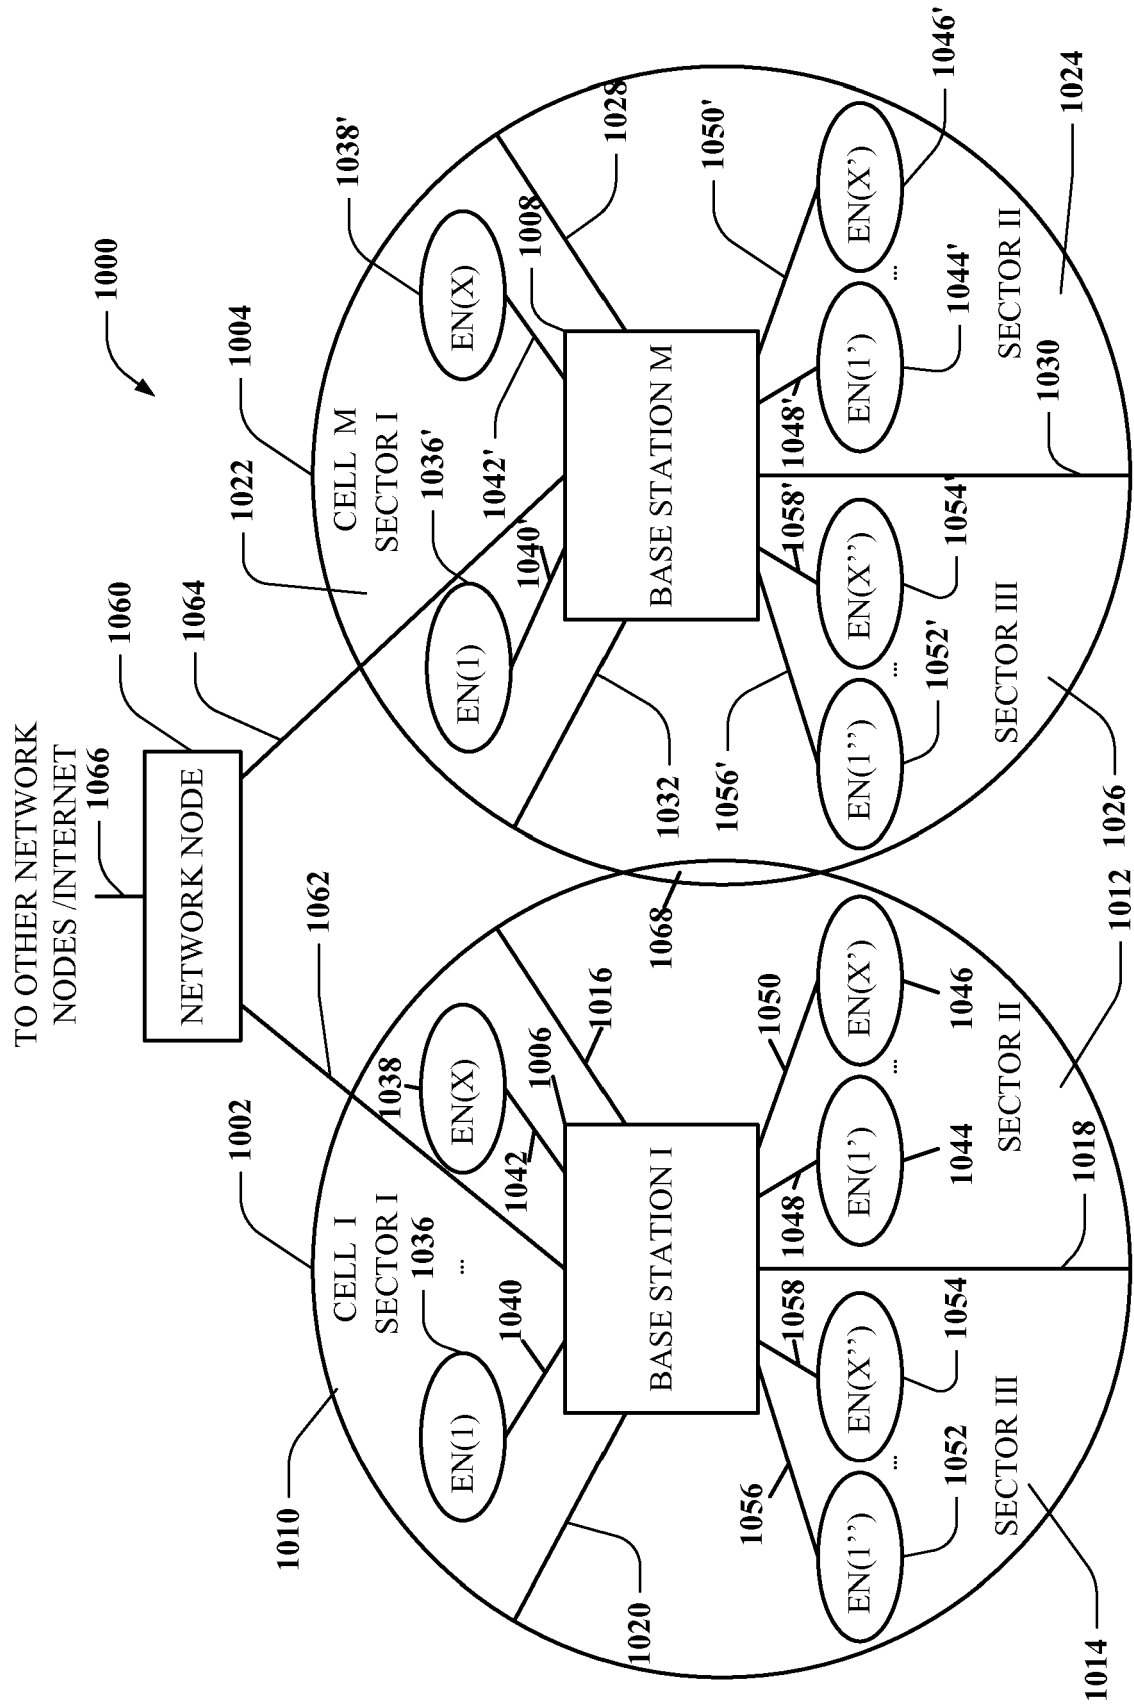 TO OTHER NETWORK
NODES /INTERNET
1066
NETWORK NODE
1060
1000
1062
1064
1002
1004
1010
1022
CELL I
SECTOR I
1036
...
EN(1)
1040
1038
EN(X)
1042
1006
1016
BASE STATION I
1020
1068
1056
1058
1048
1050
EN(1’’)
...
EN(X’’)
EN(1’)
...
EN(X’)
1052
1054
1044
1046
SECTOR III
SECTOR II
1014
1018
1012
CELL M
SECTOR I
1036'
EN(1)
1040'
1042'
1038'
EN(X)
1008
1028
BASE STATION M
1032
1056'
1058'
1048'
1050'
EN(1’’)
...
EN(X’’)
EN(1’)
...
EN(X’)
1052'
1054'
1044'
1046'
SECTOR III
SECTOR II
1026
1030
1024